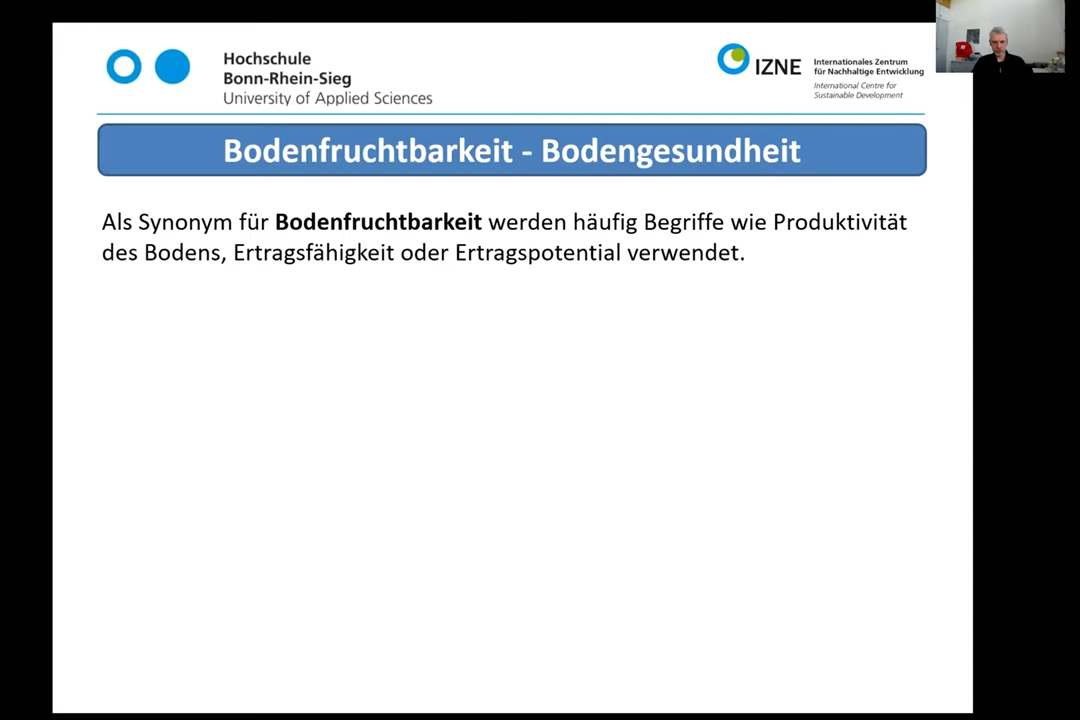 Hochschule
Bonn-Rhein-Sieg
University of Applied Sciences
IZNE
Internationales Zentrum
für Nachhaltige Entwicklung
International Centre for
Sustainable Development
Bodenfruchtbarkeit - Bodengesundheit
Als Synonym für Bodenfruchtbarkeit werden häufig Begriffe wie Produktivität
des Bodens, Ertragsfähigkeit oder Ertragspotential verwendet.